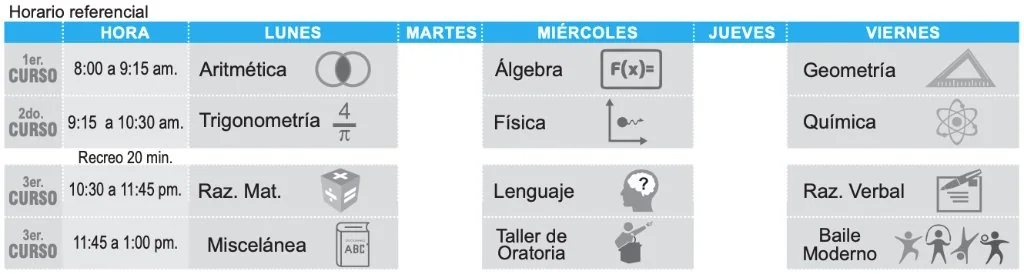 Horario referencial
HORA LUNES MARTES MIÉRCOLES JUEVES VIERNES
1er. CURSO 8:00 a 9:15 am. Aritmética Álgebra F(x)= Geometría
2do. CURSO 9:15 a 10:30 am. Trigonometría 4 π Física Química
Recreo 20 min.
3er. CURSO 10:30 a 11:45 pm. Raz. Mat. Lenguaje ? Raz. Verbal
3er. CURSO 11:45 a 1:00 pm. Miscelánea ABC Taller de Oratoria Baile Moderno